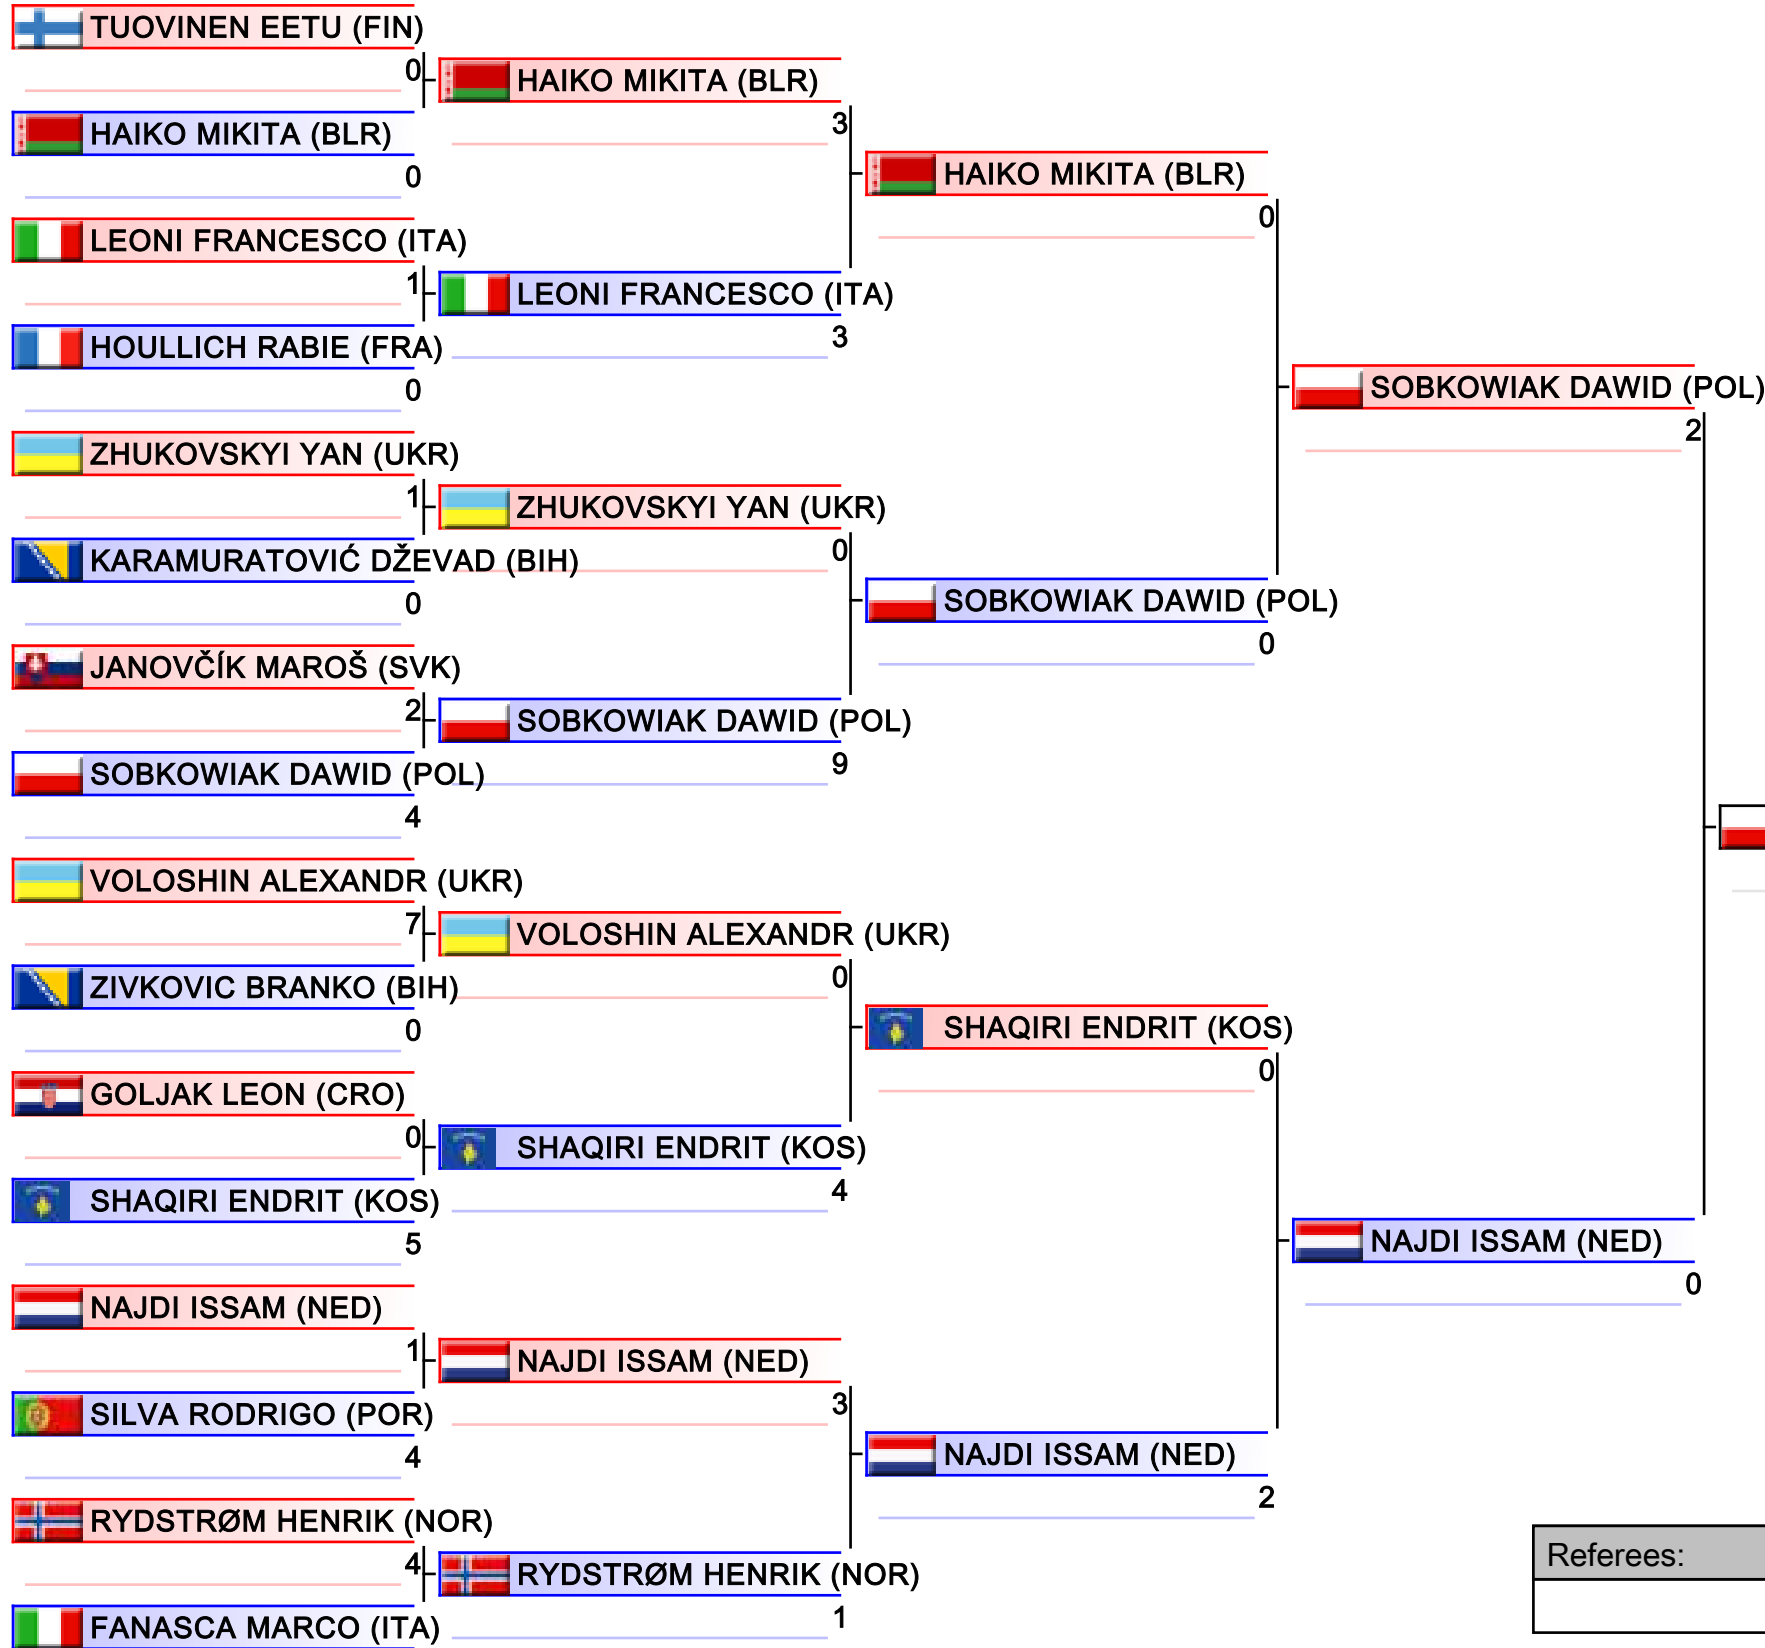 TUOVINEN EETU (FIN)
0
HAIKO MIKITA (BLR)
0
LEONI FRANCESCO (ITA)
1
HOULLICH RABIE (FRA)
0
ZHUKOVSKYI YAN (UKR)
1
KARAMURATOVIĆ DŽEVAD (BIH)
0
JANOVČÍK MAROŠ (SVK)
2
SOBKOWIAK DAWID (POL)
4
VOLOSHIN ALEXANDR (UKR)
7
ZIVKOVIC BRANKO (BIH)
0
GOLJAK LEON (CRO)
0
SHAQIRI ENDRIT (KOS)
5
NAJDI ISSAM (NED)
1
SILVA RODRIGO (POR)
4
RYDSTRØM HENRIK (NOR)
4
FANASCA MARCO (ITA)
HAIKO MIKITA (BLR)
3
LEONI FRANCESCO (ITA)
3
ZHUKOVSKYI YAN (UKR)
0
SOBKOWIAK DAWID (POL)
9
VOLOSHIN ALEXANDR (UKR)
0
SHAQIRI ENDRIT (KOS)
4
NAJDI ISSAM (NED)
3
RYDSTRØM HENRIK (NOR)
1
HAIKO MIKITA (BLR)
0
SOBKOWIAK DAWID (POL)
0
SHAQIRI ENDRIT (KOS)
0
NAJDI ISSAM (NED)
2
SOBKOWIAK DAWID (POL)
2
NAJDI ISSAM (NED)
0
Referees: